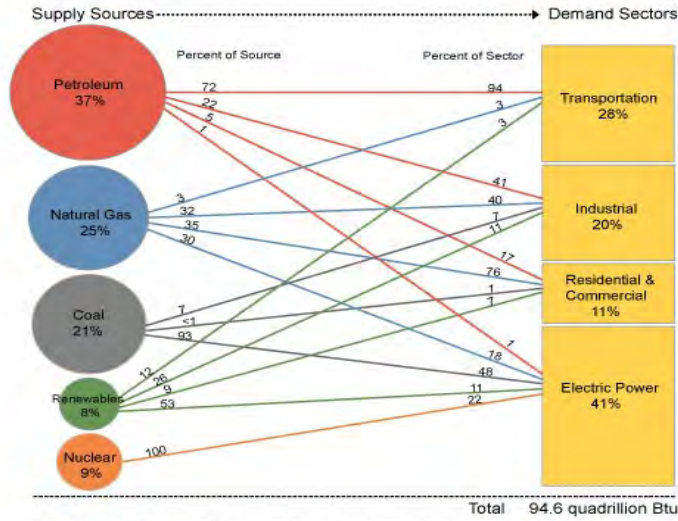 Supply Sources
Demand Sectors
Percent of Source
Percent of Sector
Petroleum
37%
72
22
5
1
Natural Gas
25%
3
32
35
30
Coal
21%
7
<1
93
Renewables
8%
12
26
9
53
Nuclear
9%
100
94
3
3
Transportation
28%
41
40
7
11
Industrial
20%
17
76
1
7
Residential &
Commercial
11%
1
18
48
11
22
Electric Power
41%
Total 94.6 quadrillion Btu